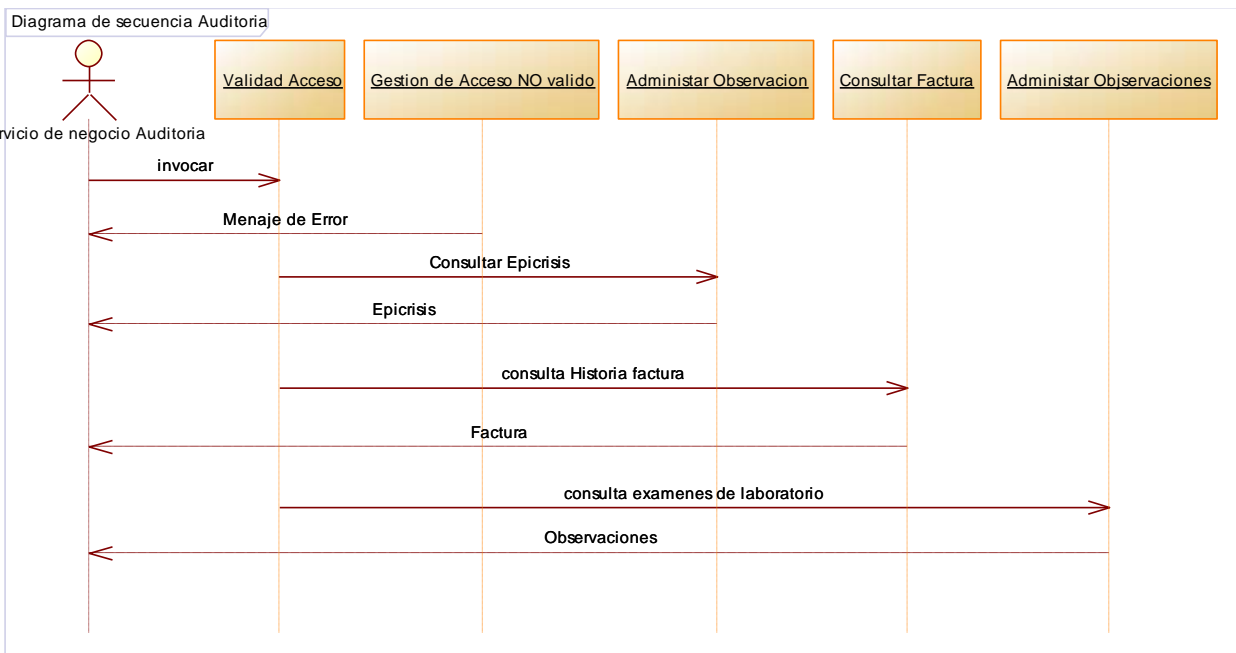 Diagrama de secuencia Auditoria
Validad Acceso
Gestion de Acceso NO valido
Administar Observacion
Consultar Factura
Administar Objservaciones
rvicio de negocio Auditoria
invocar
Menaje de Error
Consultar Epicrisis
Epicrisis
consulta Historia factura
Factura
consulta examenes de laboratorio
Observaciones